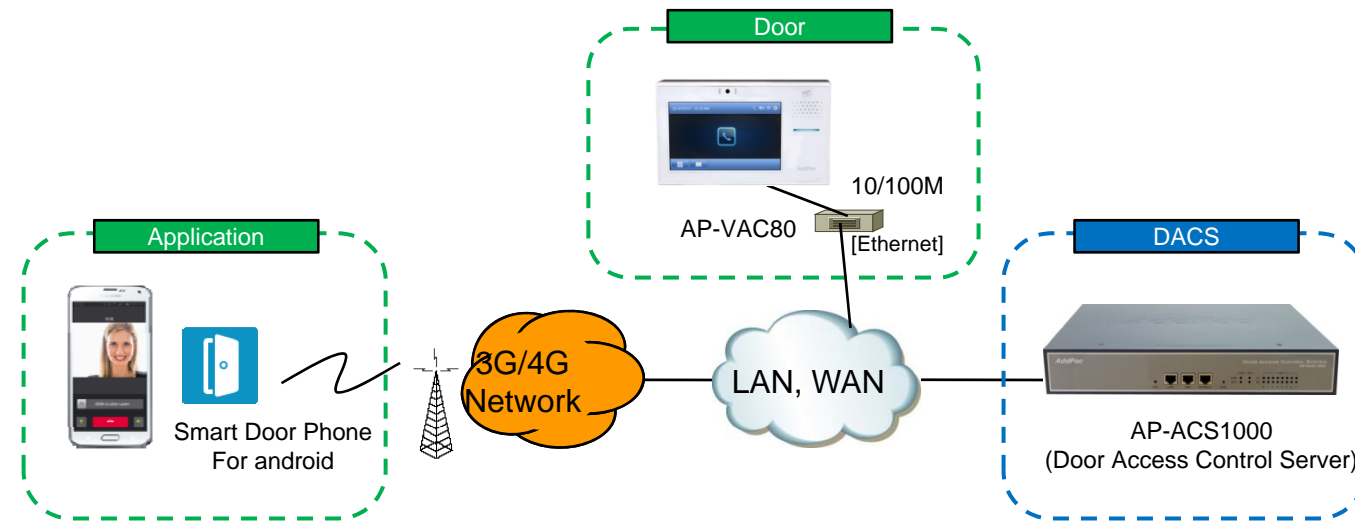 Door
10/100M
AP-VAC80
[Ethernet]
Application
Smart Door Phone
For android
3G/4G
Network
LAN, WAN
DACS
AddPac
AP-ACS1000
(Door Access Control Server)